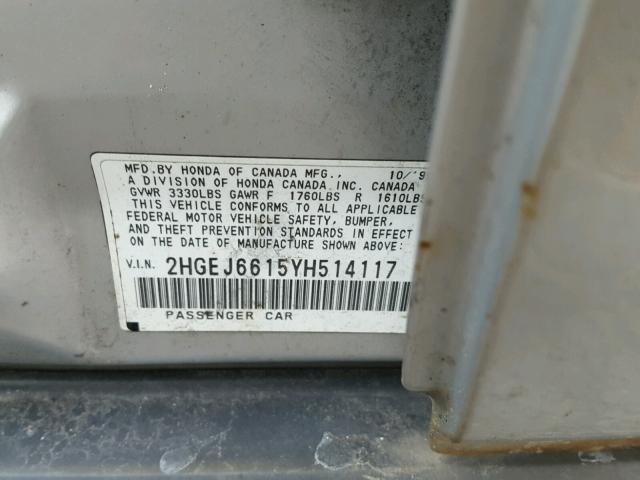 MFD.BY HONDA OF CANADA MFG., 10/'9
A DIVISION OF HONDA CANADA INC. CANADA
GVWR 3330LBS GAWR F 1760LBS R 1610LBS
THIS VEHICLE CONFORMS TO ALL APPLICABLE
FEDERAL MOTOR VEHICLE SAFETY, BUMPER,
AND THEFT PREVENTION STANDARDS IN EFFECT
ON THE DATE OF MANUFACTURE SHOWN ABOVE.
V.I.N. 2HGEJ6615YH514117
PASSENGER CAR